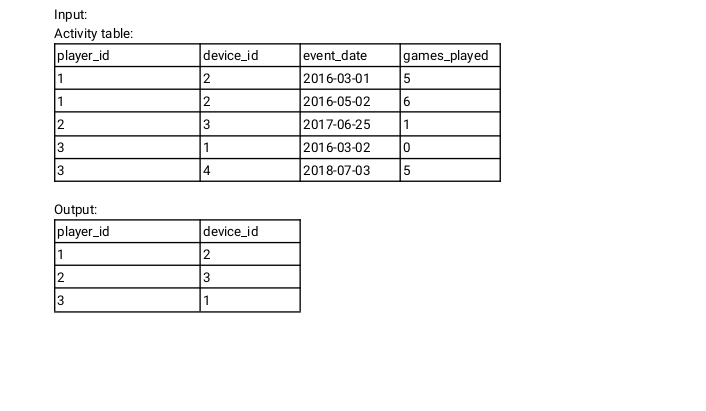 Input:
Activity table:
player_id device_id event_date games_played
1 2 2016-03-01 5
1 2 2016-05-02 6
2 3 2017-06-25 1
3 1 2016-03-02 0
3 4 2018-07-03 5
Output:
player_id device_id
1 2
2 3
3 1